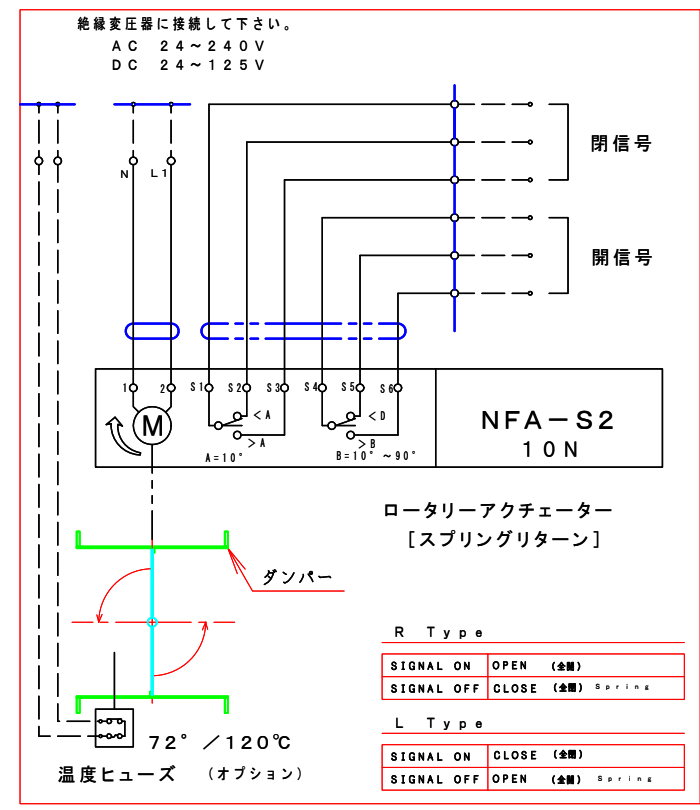 絶縁変圧器に接続して下さい。
AC 24~240V
DC 24~125V
N L1
閉信号
開信号
1 2 S1 S2 S3 S4 S5 S6
M
<A
>A
A=10°
<D
>B
B=10° ~90°
NFA-S2
10N
ロータリーアクチェーター
[スプリングリターン]
ダンパー
R Type
SIGNAL ON OPEN (全開)
SIGNAL OFF CLOSE (全閉) Spring
L Type
SIGNAL ON CLOSE (全閉)
SIGNAL OFF OPEN (全開) Spring
72° /120℃
温度ヒューズ (オプション)